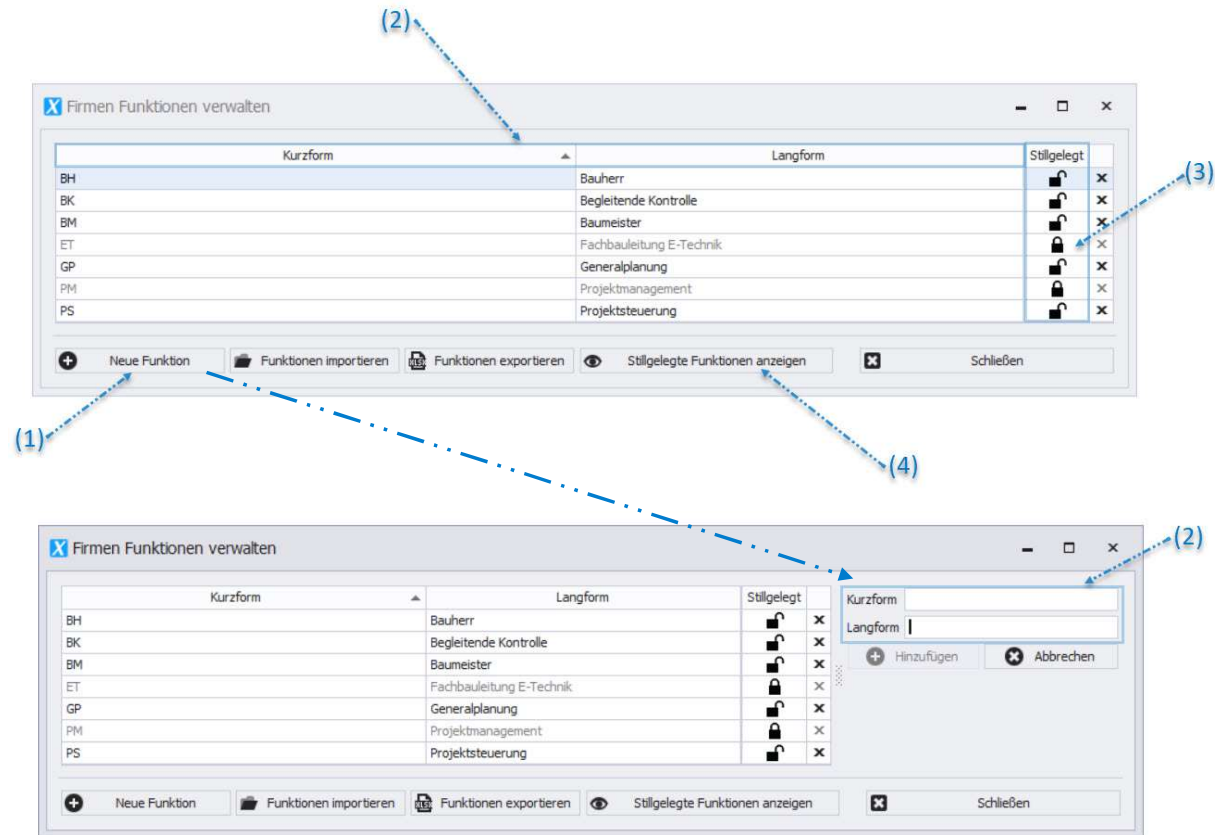 (2)
Firmen Funktionen verwalten
Kurzform Langform Stillgelegt
BH Bauherr
BK Begleitende Kontrolle
(3)
BM Baumeister
ET Fachbauleitung E-Technik
GP Generalplanung
PM Projektmanagement
PS Projektsteuerung
Neue Funktion Funktionen importieren Funktionen exportieren Stillgelegte Funktionen anzeigen Schließen
(1)
(4)
Firmen Funktionen verwalten
(2)
Kurzform Langform Stillgelegt Kurzform
BH Bauherr
Langform
BK Begleitende Kontrolle
Hinzufügen Abbrechen
BM Baumeister
ET Fachbauleitung E-Technik
GP Generalplanung
PM Projektmanagement
PS Projektsteuerung
Neue Funktion Funktionen importieren Funktionen exportieren Stillgelegte Funktionen anzeigen Schließen